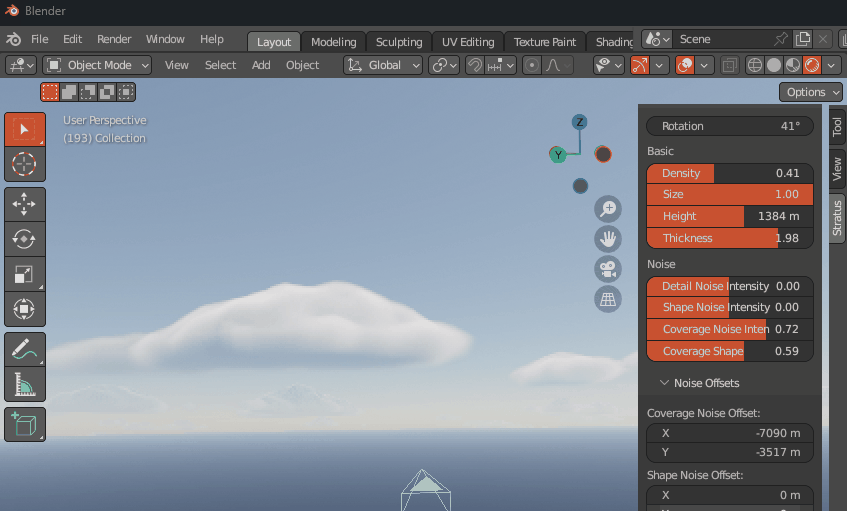 Blender
File Edit Render Window Help Layout Modeling Sculpting UV Editing Texture Paint Shading Scene
Object Mode View Select Add Object Global
Options
User Perspective
(193) Collection
Z
Y
Rotation 41°
Basic
Density 0.41
Size 1.00
Height 1384 m
Thickness 1.98
Noise
Detail Noise Intensity 0.00
Shape Noise Intensity 0.00
Coverage Noise Inten 0.72
Coverage Shape 0.59
Noise Offsets
Coverage Noise Offset:
X -7090 m
Y -3517 m
Shape Noise Offset:
X 0 m
Tool
View
Stratus